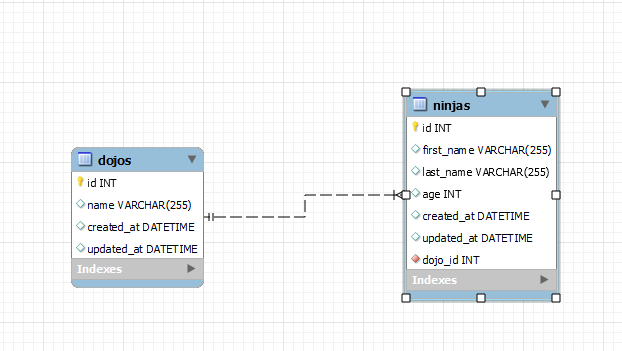 dojos
id INT
name VARCHAR(255)
created_at DATETIME
updated_at DATETIME
Indexes
ninjas
id INT
first_name VARCHAR(255)
last_name VARCHAR(255)
age INT
created_at DATETIME
updated_at DATETIME
dojo_id INT
Indexes